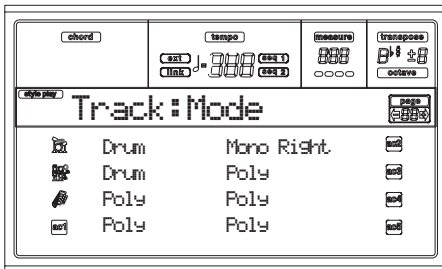 chord tempo measure transpose
ext seq 1
link seq 2
octave
style play
Track:Mode page
Drum Mono Right ac2
Drum Poly ac3
Poly Poly ac4
ac1 Poly Poly ac5